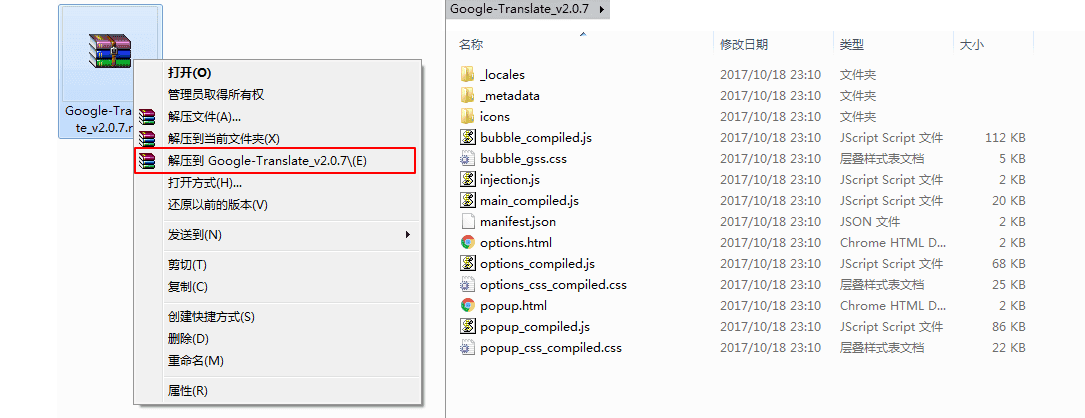 Google-Tra
te_v2.0.7.r
打开(O)
管理员取得所有权
解压文件(A)...
解压到当前文件夹(X)
解压到 Google-Translate_v2.0.7\(E)
打开方式(H)...
还原以前的版本(V)
发送到(N)
剪切(T)
复制(C)
创建快捷方式(S)
删除(D)
重命名(M)
属性(R)
Google-Translate_v2.0.7
名称 修改日期 类型 大小
_locales 2017/10/18 23:10 文件夹
_metadata 2017/10/18 23:10 文件夹
icons 2017/10/18 23:10 文件夹
bubble_compiled.js 2017/10/18 23:10 JScript Script 文件 112 KB
bubble_gss.css 2017/10/18 23:10 层叠样式表文档 5 KB
injection.js 2017/10/18 23:10 JScript Script 文件 2 KB
main_compiled.js 2017/10/18 23:10 JScript Script 文件 20 KB
manifest.json 2017/10/18 23:10 JSON 文件 2 KB
options.html 2017/10/18 23:10 Chrome HTML D... 2 KB
options_compiled.js 2017/10/18 23:10 JScript Script 文件 68 KB
options_css_compiled.css 2017/10/18 23:10 层叠样式表文档 25 KB
popup.html 2017/10/18 23:10 Chrome HTML D... 2 KB
popup_compiled.js 2017/10/18 23:10 JScript Script 文件 86 KB
popup_css_compiled.css 2017/10/18 23:10 层叠样式表文档 22 KB